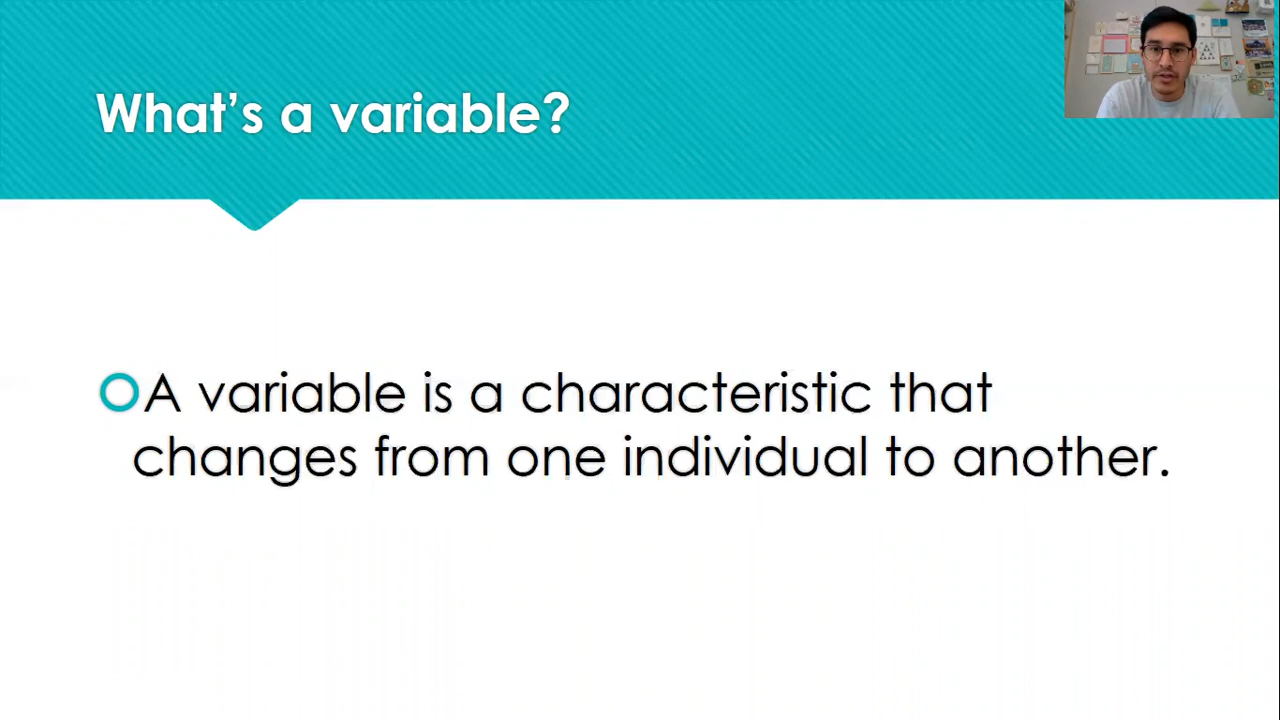 What’s a variable?
A variable is a characteristic that
changes from one individual to another.